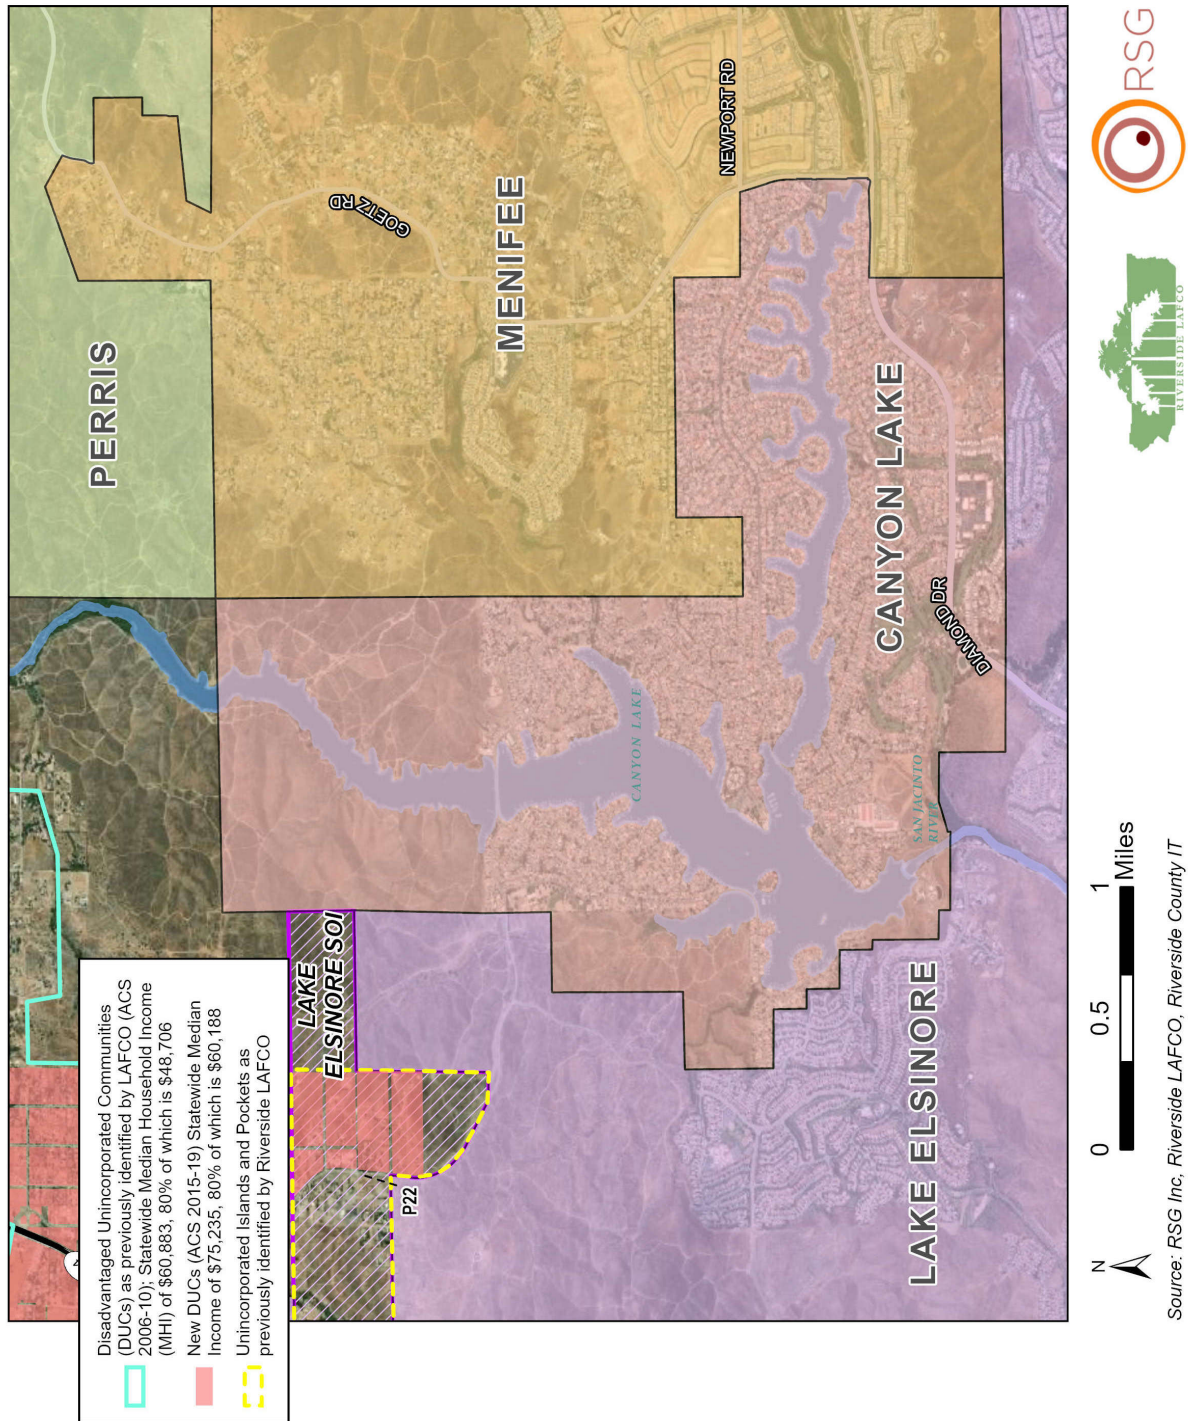 PERRIS
GOETZ RD
MENIFEE
NEWPORT RD
CANYON LAKE
CANYON LAKE
DIAMOND DR
SAN JACINTO
RIVER
LAKE
ELSINORE SOI
P22
LAKE ELSINORE
Disadvantaged Unincorporated Communities
(DUCs) as previously identified by LAFCO (ACS
2006-10); Statewide Median Household Income
(MHI) of $60,883, 80% of which is $48,706
New DUCs (ACS 2015-19) Statewide Median
Income of $75,235, 80% of which is $60,188
Unincorporated Islands and Pockets as
previously identified by Riverside LAFCO
N
0 0.5 1
Miles
Source: RSG Inc, Riverside LAFCO, Riverside County IT
RIVERSIDE LAFCO
RSG